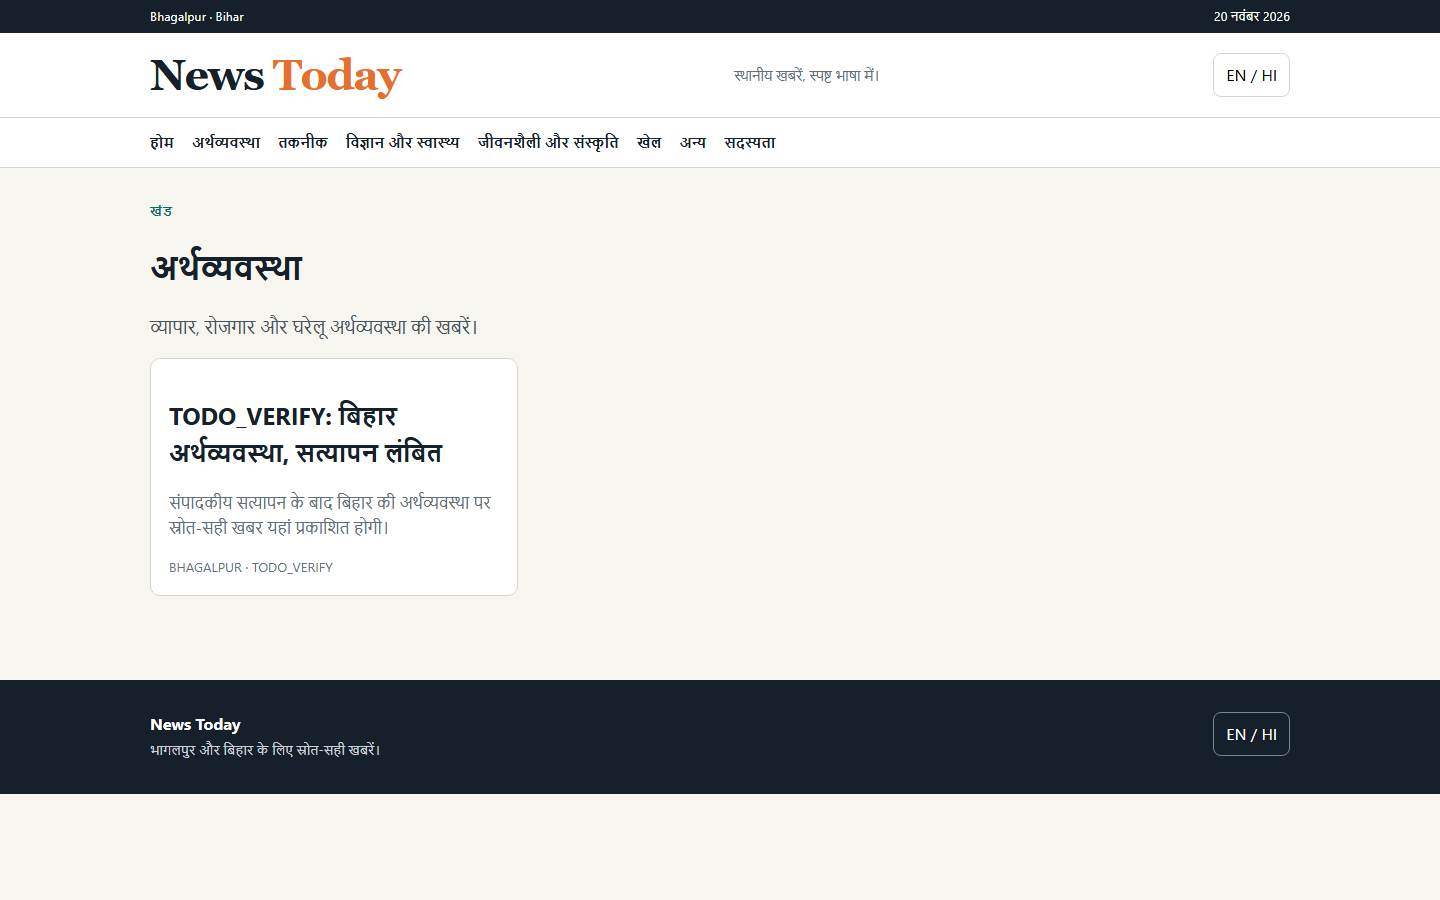 Bhagalpur · Bihar
20 नवंबर 2026
News Today
स्थानीय खबरें, स्पष्ट भाषा में।
EN / HI
होम अर्थव्यवस्था तकनीक विज्ञान और स्वास्थ्य जीवनशैली और संस्कृति खेल अन्य सदस्यता
खंड
अर्थव्यवस्था
व्यापार, रोजगार और घरेलू अर्थव्यवस्था की खबरें।
TODO_VERIFY: बिहार
अर्थव्यवस्था, सत्यापन लंबित
संपादकीय सत्यापन के बाद बिहार की अर्थव्यवस्था पर
स्रोत-सही खबर यहां प्रकाशित होगी।
BHAGALPUR · TODO_VERIFY
News Today
भागलपुर और बिहार के लिए स्रोत-सही खबरें।
EN / HI